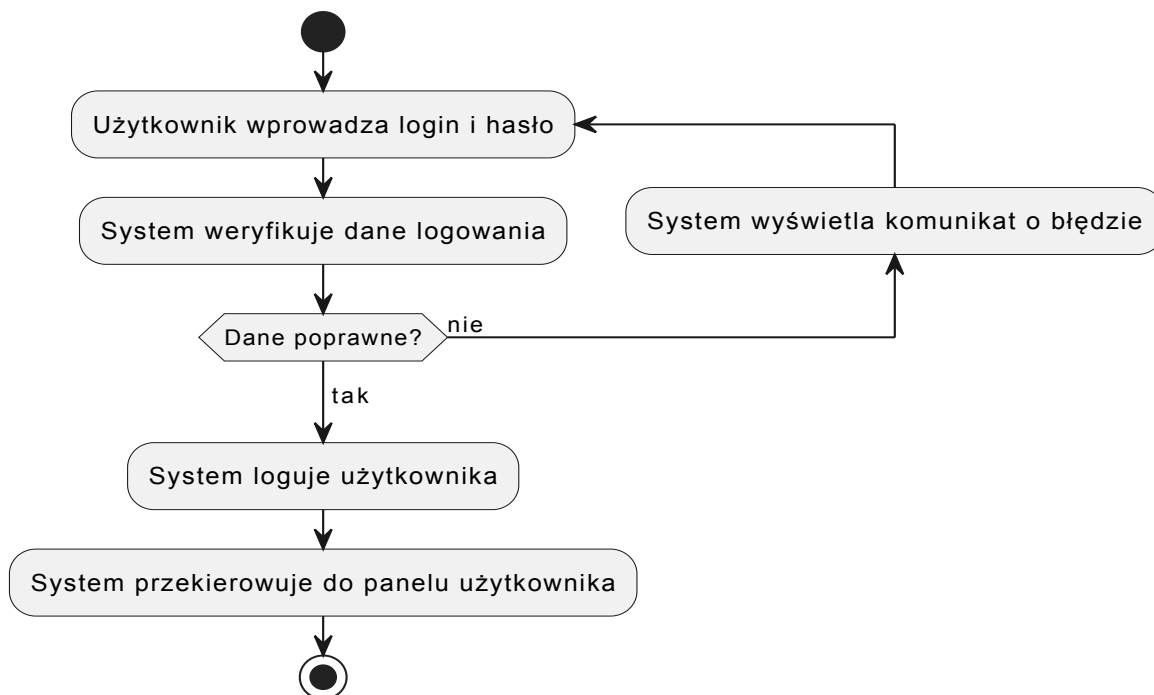 Użytkownik wprowadza login i hasło
System weryfikuje dane logowania
System wyświetla komunikat o błędzie
Dane poprawne?
nie
tak
System loguje użytkownika
System przekierowuje do panelu użytkownika